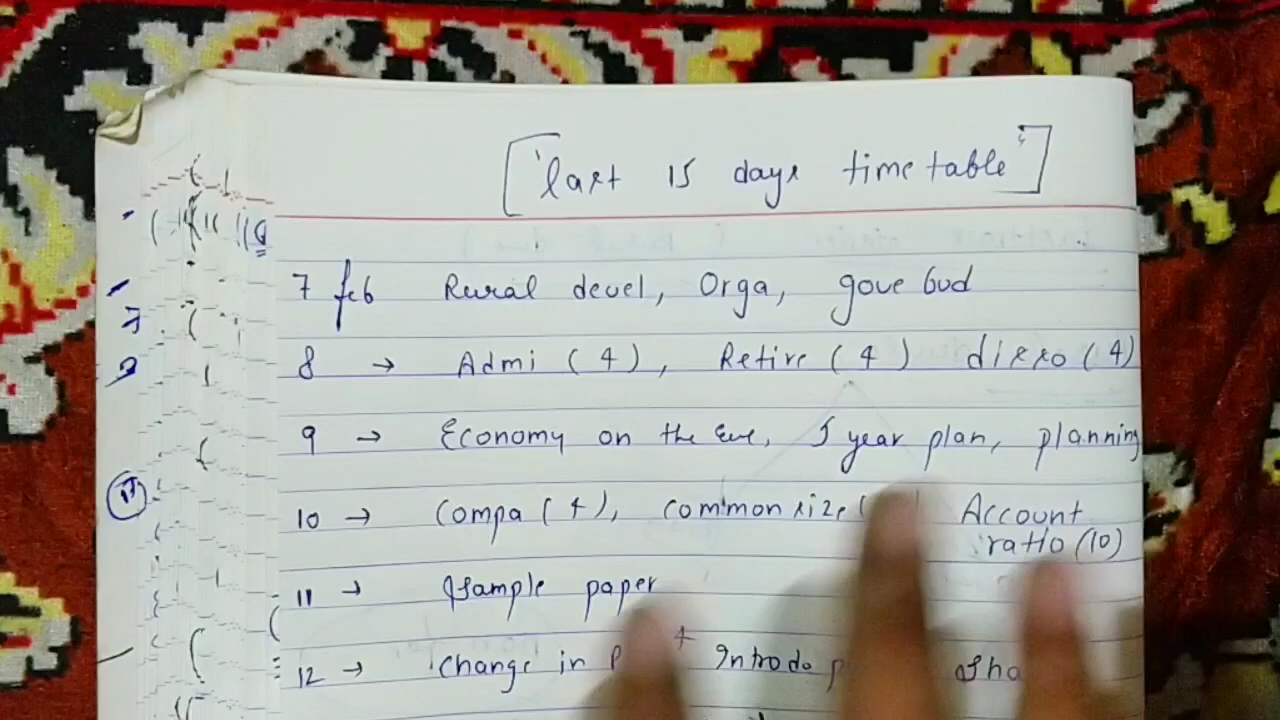 ["last 15 days time table"]
7 feb Rural devel, Orga, gove bud
8 → Admi (4), Retire (4) disso (4)
9 → Economy on the Eve, 5 year plan, planning
10 → Compa (4), common size ( Account
ratio (10)
11 → Sample paper
12 → change in + Introdo
17